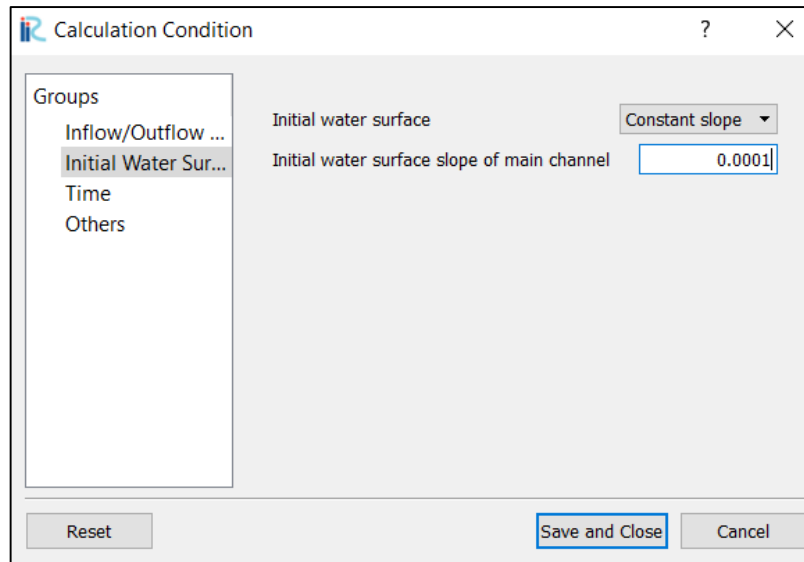 iRIC Calculation Condition ? ×
Groups
Inflow/Outflow ...
Initial Water Sur...
Time
Others
Initial water surface Constant slope
Initial water surface slope of main channel 0.0001
Reset Save and Close Cancel